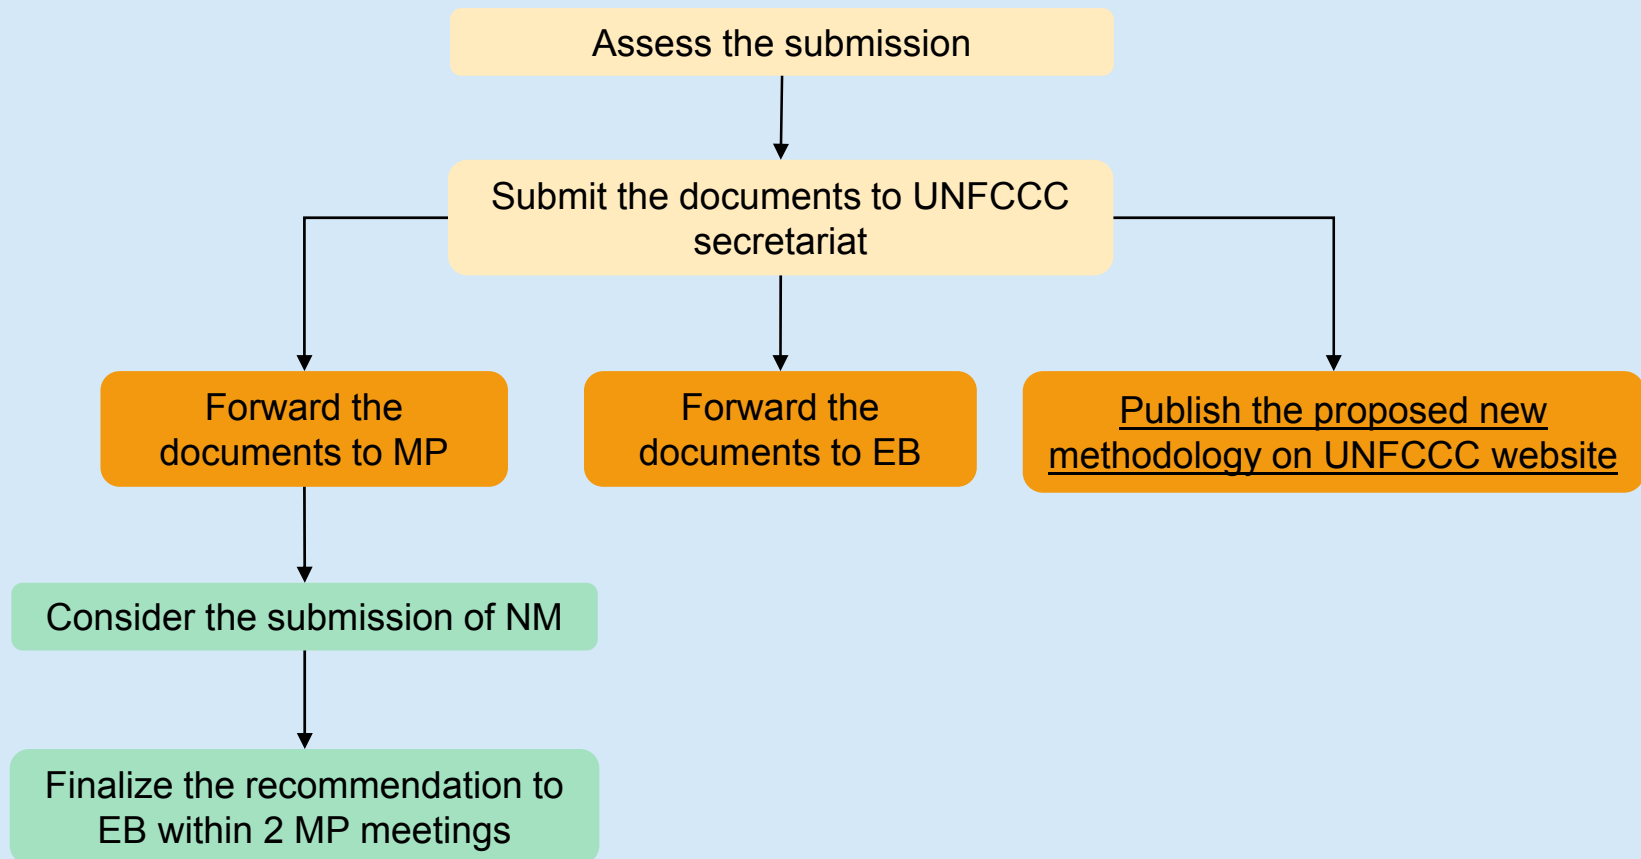 Assess the submission
Submit the documents to UNFCCC
secretariat
Forward the
documents to MP
Forward the
documents to EB
Publish the proposed new
methodology on UNFCCC website
Consider the submission of NM
Finalize the recommendation to
EB within 2 MP meetings